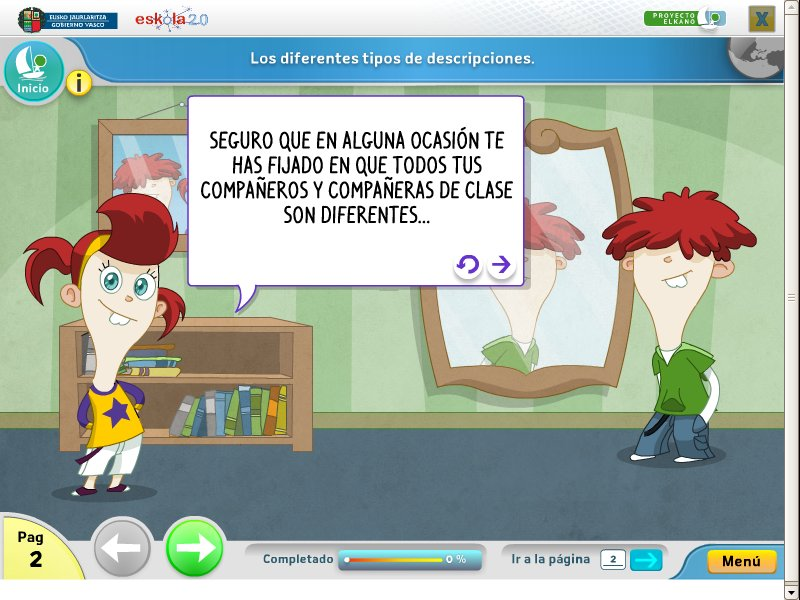 EUSKO JAURLARITZA
GOBIERNO VASCO
eskola 2.0
PROYECTO
ELKANO
X
Los diferentes tipos de descripciones.
Inicio
i
SEGURO QUE EN ALGUNA OCASIÓN TE
HAS FIJADO EN QUE TODOS TUS
COMPAÑEROS Y COMPAÑERAS DE CLASE
SON DIFERENTES...
Pag
2
Completado
0 %
Ir a la página
2
Menú